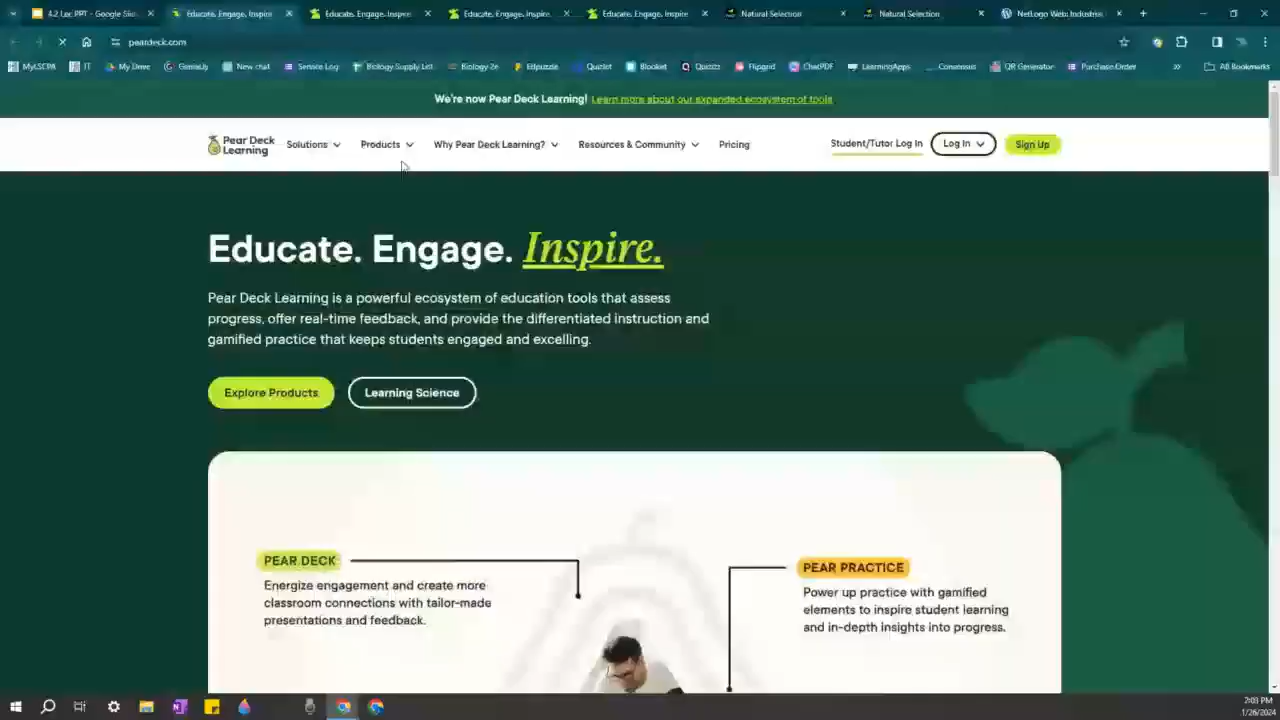 4.2 Lec PPT - Google Slid
Educate. Engage. Inspire
Educate. Engage. Inspire
Educate. Engage. Inspire.
Educate. Engage. Inspire
Natural Selection
Natural Selection
NetLogo Web: Industria
peardeck.com
MyLSCPA
IT
My Drive
New chat
Service Log
Biology Supply List
Biology 2e
Edpuzzle
Quizlet
Blooket
Quizizz
Flipgrid
ChatPDF
LearningApps
Consensus
QR Generator
Purchase Order
All Bookmarks
We're now Pear Deck Learning! Learn more about our expanded ecosystem of tools
Pear Deck
Learning
Solutions
Products
Why Pear Deck Learning?
Resources & Community
Pricing
Student/Tutor Log In
Log In
Sign Up
Educate. Engage. Inspire.
Pear Deck Learning is a powerful ecosystem of education tools that assess
progress, offer real-time feedback, and provide the differentiated instruction and
gamified practice that keeps students engaged and excelling.
Explore Products
Learning Science
PEAR DECK
Energize engagement and create more
classroom connections with tailor-made
presentations and feedback.
PEAR PRACTICE
Power up practice with gamified
elements to inspire student learning
and in-depth insights into progress.
7:03 PM
1/26/2024